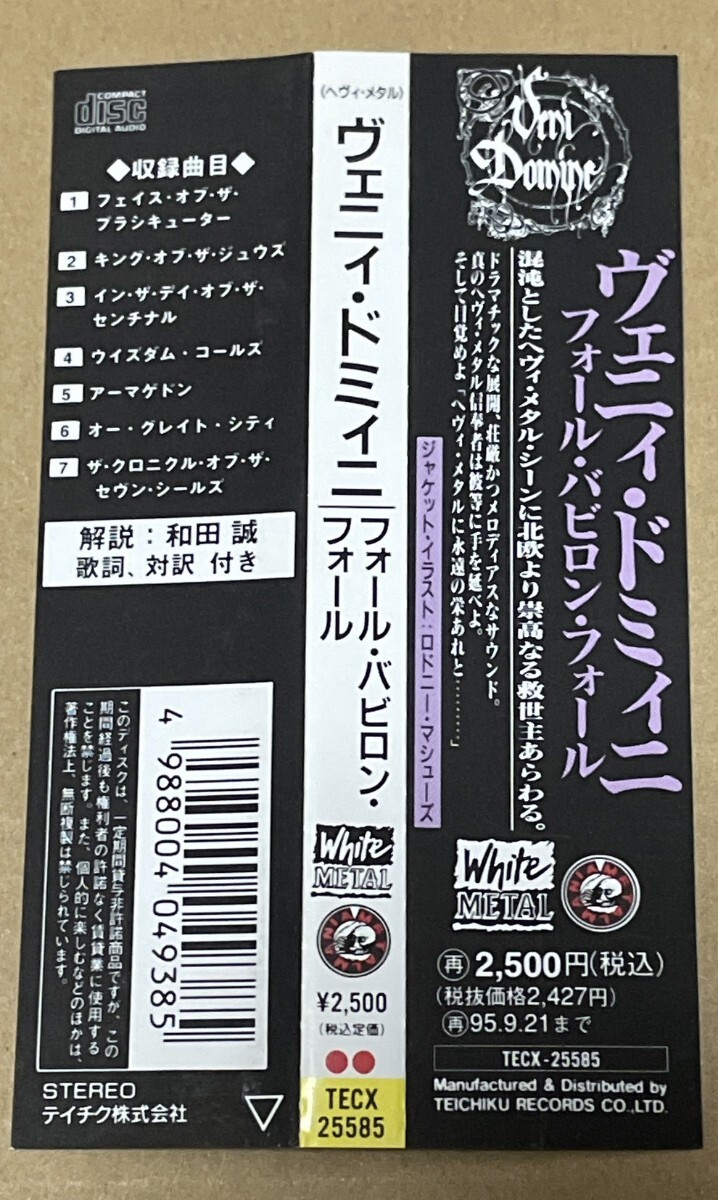 COMPACT
disc
DIGITAL AUDIO
◆収録曲目◆
1 フェイス・オブ・ザ・
プラシキューター
2 キング・オブ・ザ・ジュウズ
3 イン・ザ・デイ・オブ・ザ・
センチナル
4 ウイズダム・コールズ
5 アーマゲドン
6 オー・グレイト・シティ
7 ザ・クロニクル・オブ・ザ・
セヴン・シールズ
解説:和田 誠
歌詞、対訳 付き
このディスクは、一定期間貸与非許諾商品ですが、この
期間経過後も権利者の許諾なく賃貸業に使用する
ことを禁じます。また、個人的に楽しむなどのほかは、
著作権法上、無断複製は禁じられています。
4 988004 049385
STEREO
テイチク株式会社
(ヘヴィ・メタル)
ヴェニィ・ドミィニ
フォール・バビロン・
フォール
White
METAL
¥2,500
(税込定価)
TECX
25585
Veni
Domine
ヴェニィ・ドミィニ
フォール・バビロン・フォール
混沌としたヘヴィ・メタル・シーンに北欧より崇高なる救世主あらわる。
ドラマチックな展開、荘厳かつメロディアスなサウンド。
真のヘヴィ・メタル信奉者は彼等に手を延べよ。
そして目覚めよ「ヘヴィ・メタルに永遠の栄あれと………」
ジャケット・イラスト:ロドニー・マシューズ
White
METAL
再 2,500円(税込)
(税抜価格2,427円)
再95.9.21まで
TECX-25585
Manufactured & Distributed by
TEICHIKU RECORDS CO.,LTD.